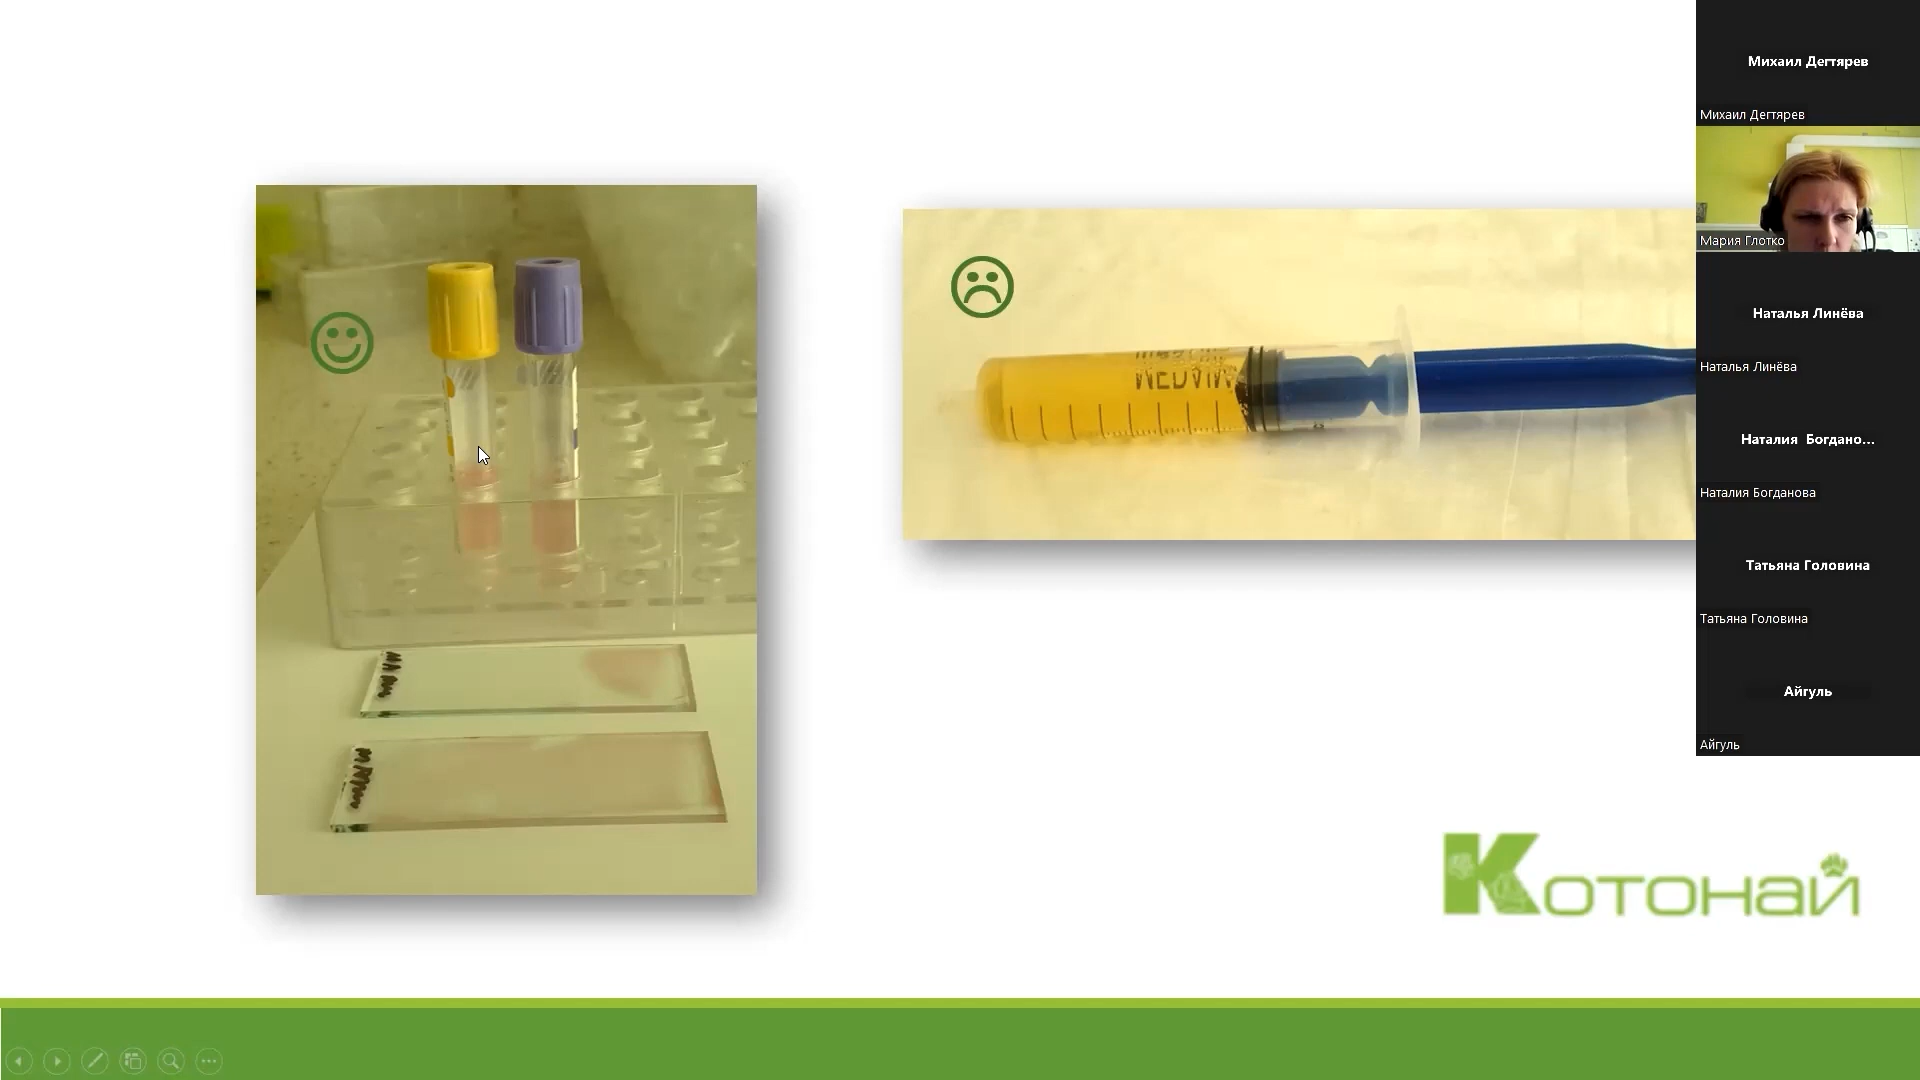 Михаил Дегтярев
Михаил Дегтярев
Мария Глотко
Наталья Линёва
Наталья Линёва
Наталия Богдано...
Наталия Богданова
Татьяна Головина
Татьяна Головина
Айгуль
Айгуль
Котонай